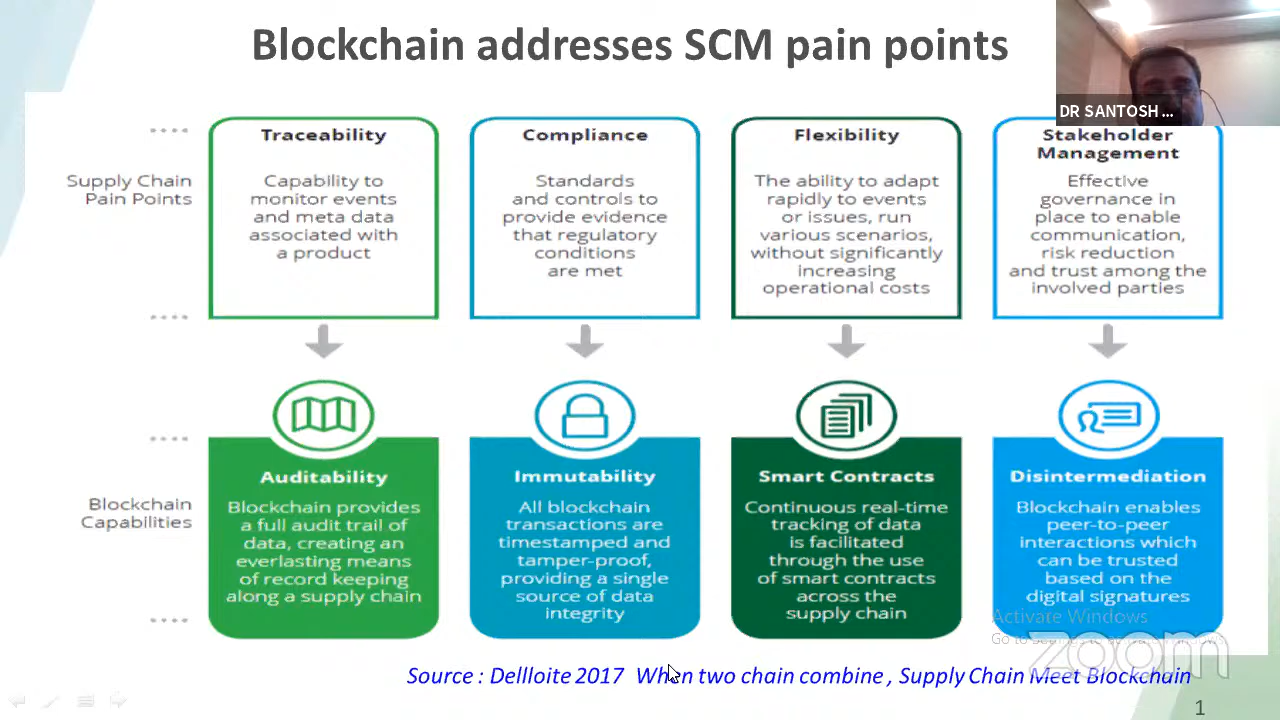 Blockchain addresses SCM pain points
DR SANTOSH ...
Supply Chain
Pain Points
Traceability
Capability to
monitor events
and meta data
associated with
a product
Compliance
Standards
and controls to
provide evidence
that regulatory
conditions
are met
Flexibility
The ability to adapt
rapidly to events
or issues, run
various scenarios,
without significantly
increasing
operational costs
Stakeholder
Management
Effective
governance in
place to enable
communication,
risk reduction
and trust among the
involved parties
Blockchain
Capabilities
Auditability
Blockchain provides
a full audit trail of
data, creating an
everlasting means
of record keeping
along a supply chain
Immutability
All blockchain
transactions are
timestamped and
tamper-proof,
providing a single
source of data
integrity
Smart Contracts
Continuous real-time
tracking of data
is facilitated
through the use
of smart contracts
across the
supply chain
Disintermediation
Blockchain enables
peer-to-peer
interactions which
can be trusted
based on the
digital signatures
Activate Windows
Go to Settings to activate Windows.
zoom
Source : Dellloite 2017 When two chain combine , Supply Chain Meet Blockchain
1